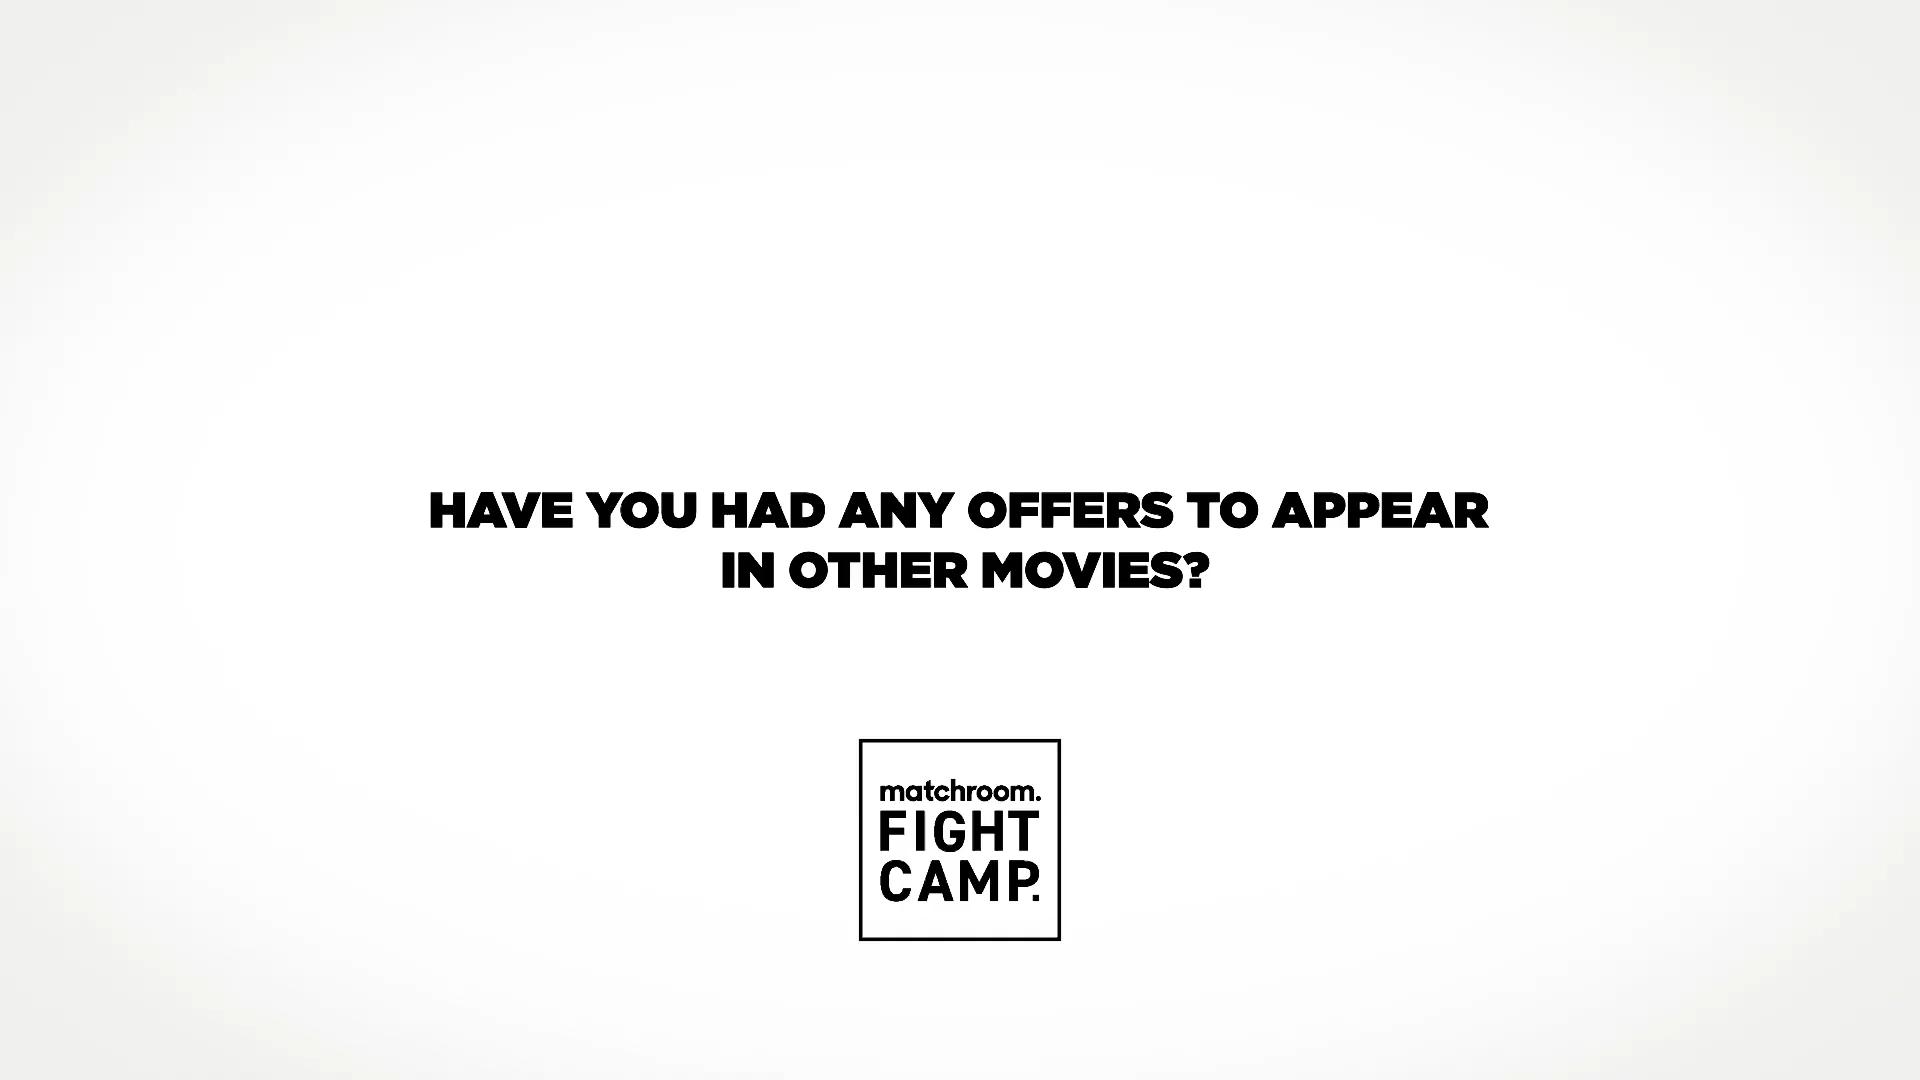 HAVE YOU HAD ANY OFFERS TO APPEAR
IN OTHER MOVIES?
matchroom.
FIGHT
CAMP.